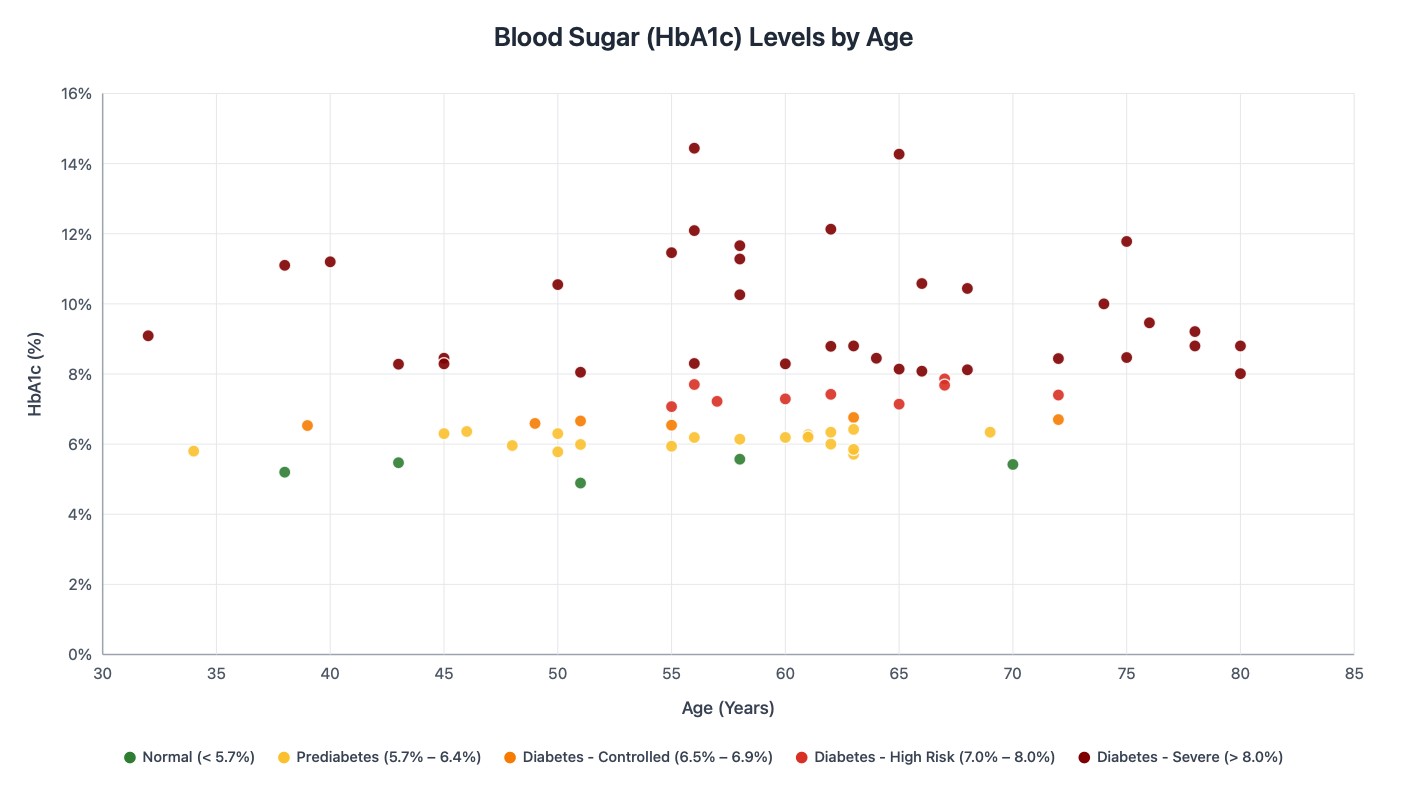 Blood Sugar (HbA1c) Levels by Age
16%
14%
12%
10%
8%
6%
4%
2%
0%
HbA1c (%)
30 35 40 45 50 55 60 65 70 75 80 85
Age (Years)
Normal (< 5.7%) Prediabetes (5.7% – 6.4%) Diabetes - Controlled (6.5% – 6.9%) Diabetes - High Risk (7.0% – 8.0%) Diabetes - Severe (> 8.0%)